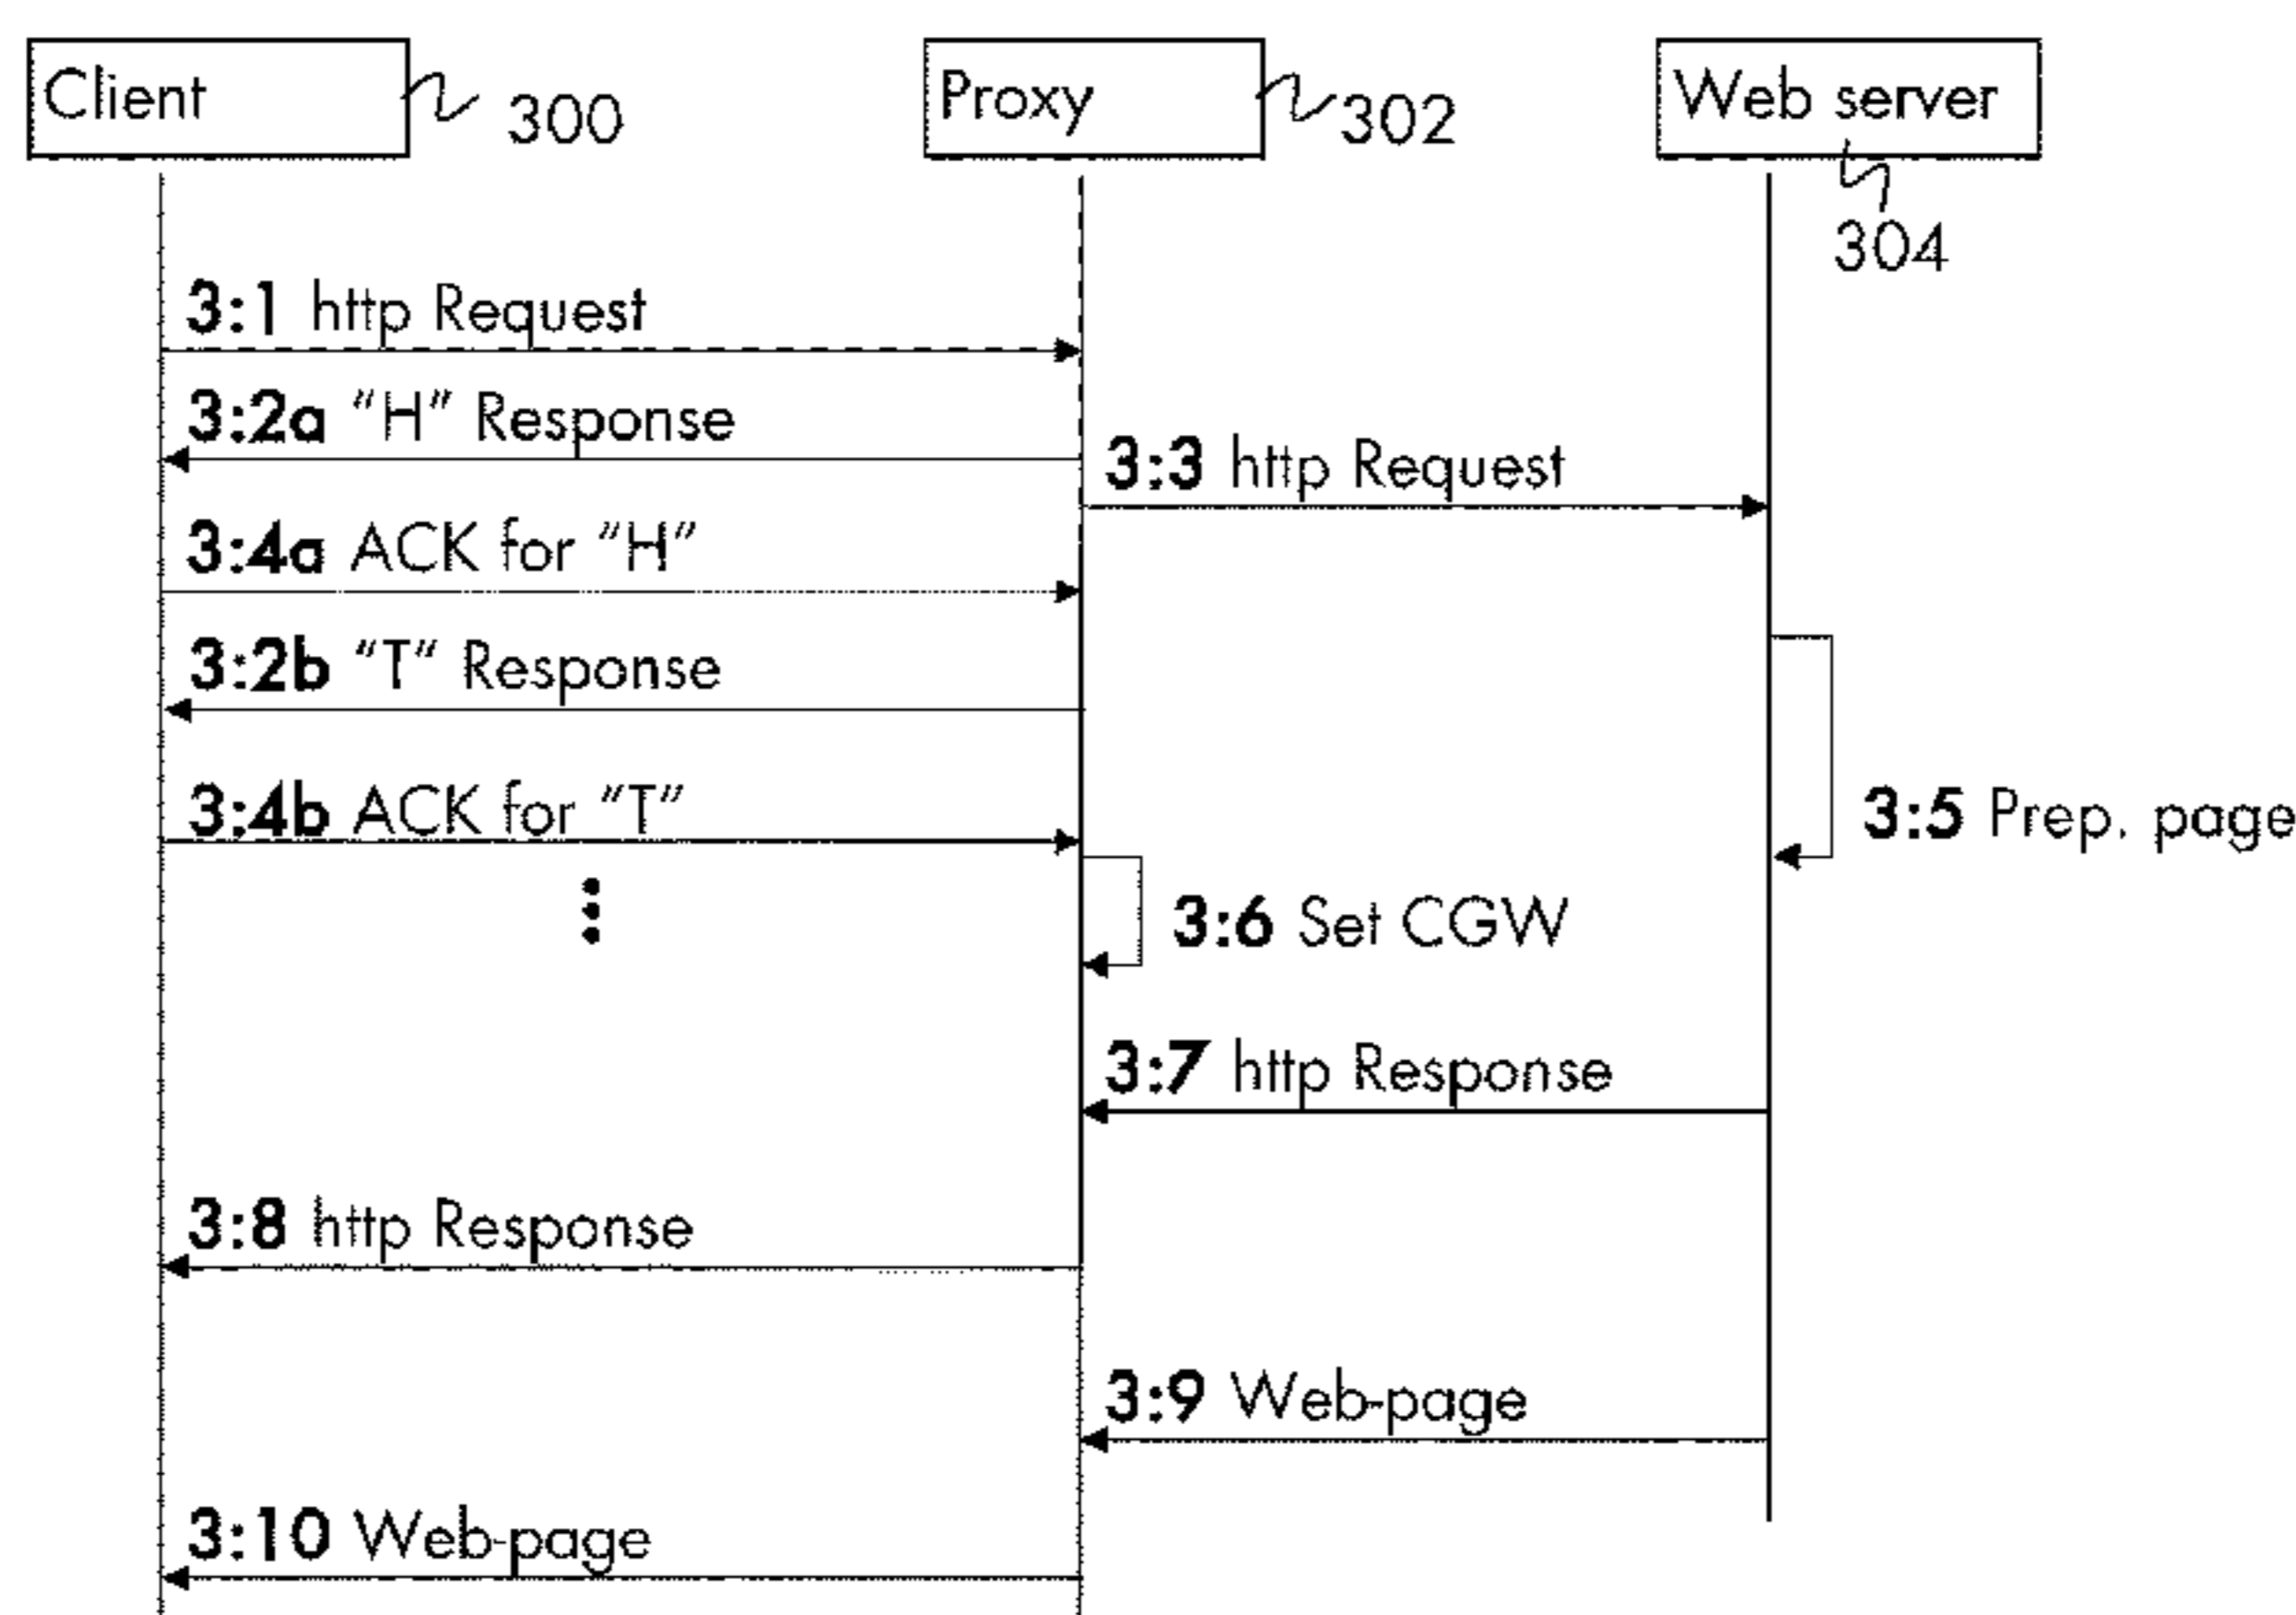 Client
300
Proxy
302
Web server
304
3:1 http Request
3:2a "H" Response
3:3 http Request
3:4a ACK for "H"
3:2b "T" Response
3:4b ACK for "T"
3:5 Prep. page
3:6 Set CGW
3:7 http Response
3:8 http Response
3:9 Web-page
3:10 Web-page